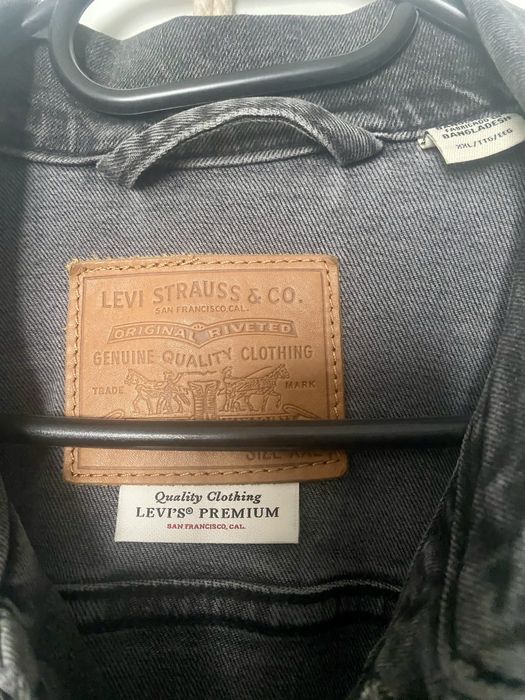 FABRICADO
BANGLADESH
XXL/TTG/EEG
LEVI STRAUSS & CO.
SAN FRANCISCO, CAL.
ORIGINAL RIVETED
GENUINE QUALITY CLOTHING
TRADE MARK
SIZE XXL
Quality Clothing
LEVI'S® PREMIUM
SAN FRANCISCO, CAL.